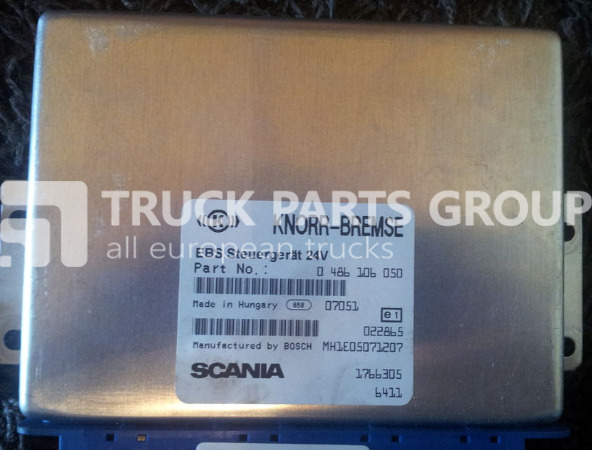 TRUCK PARTS GROUP
all european trucks
KNORR-BREMSE
EBS Steuergerät 24V
Part No.: 0 486 106 050
Made in Hungary 658 07051
e1
022865
Manufactured by BOSCH MH1E05071207
SCANIA 1766305
6411